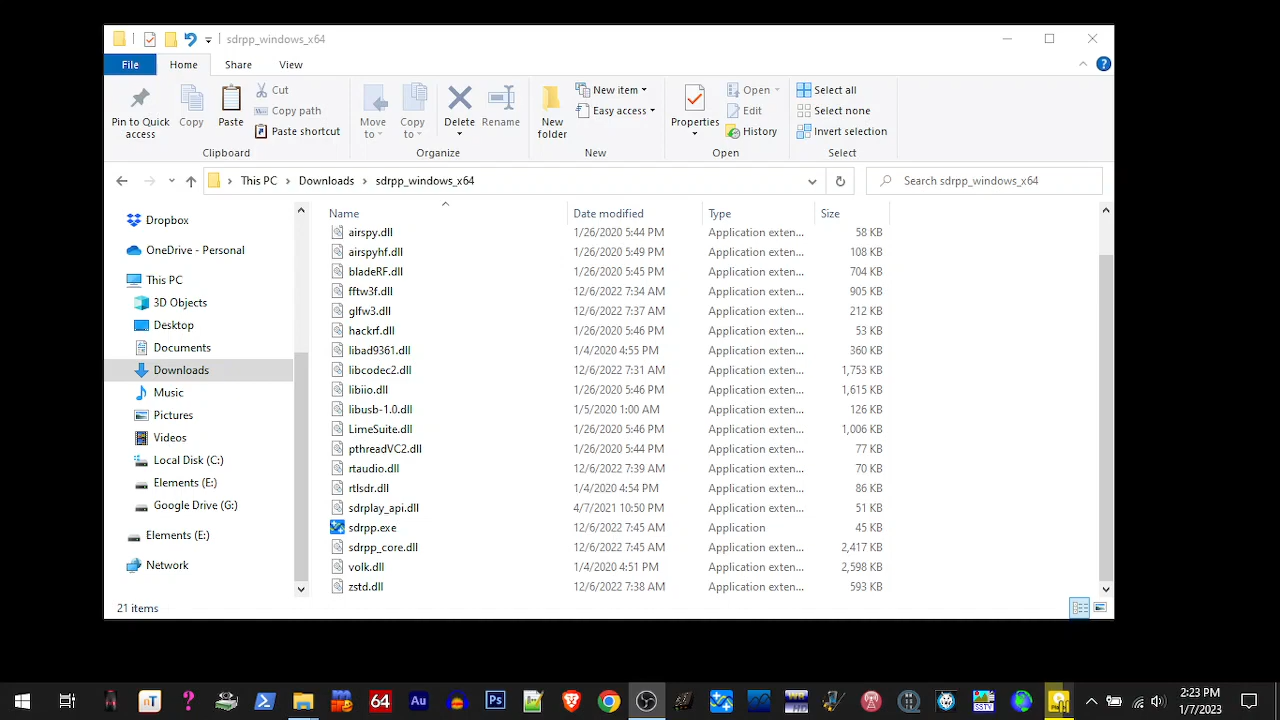 sdrpp_windows_x64
File Home Share View
Pin to Quick access
Copy
Paste
Cut
Copy path
Paste shortcut
Clipboard
Move to
Copy to
Delete
Rename
Organize
New folder
New item
Easy access
New
Properties
Open
Edit
History
Open
Select all
Select none
Invert selection
Select
This PC > Downloads > sdrpp_windows_x64
Search sdrpp_windows_x64
Dropbox
OneDrive - Personal
This PC
3D Objects
Desktop
Documents
Downloads
Music
Pictures
Videos
Local Disk (C:)
Elements (E:)
Google Drive (G:)
Elements (E:)
Network
Name Date modified Type Size
airspy.dll 1/26/2020 5:44 PM Application exten... 58 KB
airspyhf.dll 1/26/2020 5:49 PM Application exten... 108 KB
bladeRF.dll 1/26/2020 5:45 PM Application exten... 704 KB
fftw3f.dll 12/6/2022 7:34 AM Application exten... 905 KB
glfw3.dll 12/6/2022 7:37 AM Application exten... 212 KB
hackrf.dll 1/26/2020 5:46 PM Application exten... 53 KB
libad9361.dll 1/4/2020 4:55 PM Application exten... 360 KB
libcodec2.dll 12/6/2022 7:31 AM Application exten... 1,753 KB
libiio.dll 1/26/2020 5:46 PM Application exten... 1,615 KB
libusb-1.0.dll 1/5/2020 1:00 AM Application exten... 126 KB
LimeSuite.dll 1/26/2020 5:46 PM Application exten... 1,006 KB
pthreadVC2.dll 1/26/2020 5:44 PM Application exten... 77 KB
rtaudio.dll 12/6/2022 7:39 AM Application exten... 70 KB
rtlsdr.dll 1/4/2020 4:54 PM Application exten... 86 KB
sdrplay_api.dll 4/7/2021 10:50 PM Application exten... 51 KB
sdrpp.exe 12/6/2022 7:45 AM Application 45 KB
sdrpp_core.dll 12/6/2022 7:45 AM Application exten... 2,417 KB
volk.dll 1/4/2020 4:51 PM Application exten... 2,598 KB
zstd.dll 12/6/2022 7:38 AM Application exten... 593 KB
21 items
nT
?
64
Au
Ps
SSTV
2:23 PM
1/7/2023